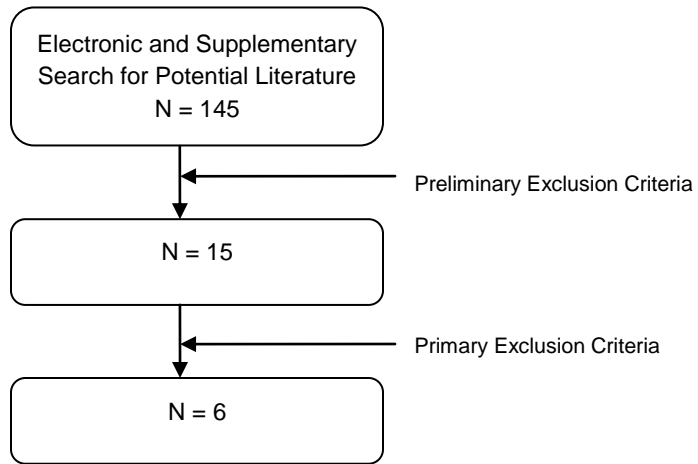 Electronic and Supplementary
Search for Potential Literature
N = 145
Preliminary Exclusion Criteria
N = 15
Primary Exclusion Criteria
N = 6